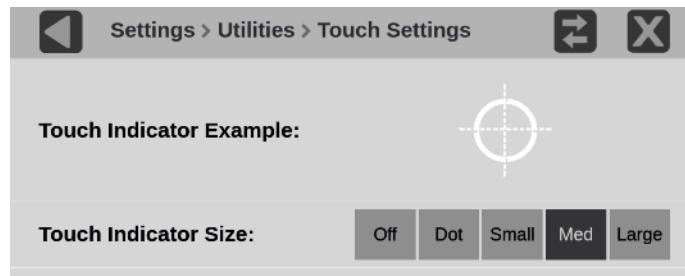 Settings > Utilities > Touch Settings
Touch Indicator Example:
Touch Indicator Size: Off Dot Small Med Large